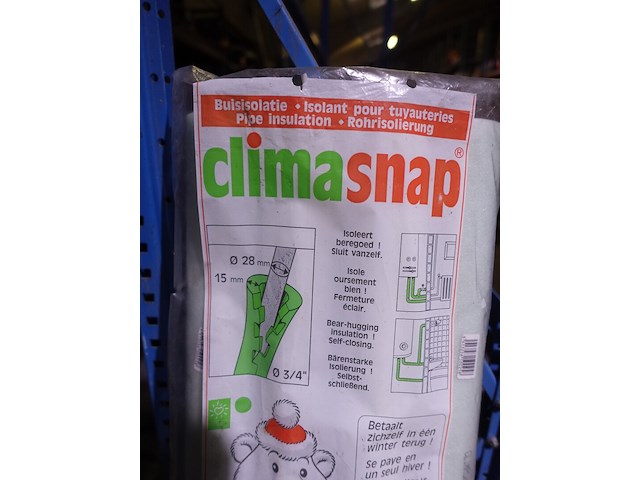 Buisisolatie • Isolant pour tuyauteries
Pipe insulation • Rohrisolierung
climasnap®
Ø 28 mm
15 mm
Ø 3/4"
Isoleert
beregoed !
Sluit vanzelf.
Isole
oursement
bien !
Fermeture
éclair.
Bear-hugging
insulation !
Self-closing.
Bärenstarke
Isolierung !
Selbst-
schließend.
Betaalt
zichzelf in één
winter terug !
Se paye en
un seul hiver !